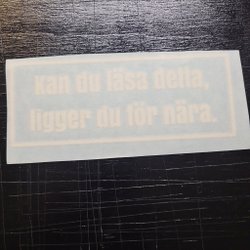 Kan du läsa detta,
ligger du för nära.